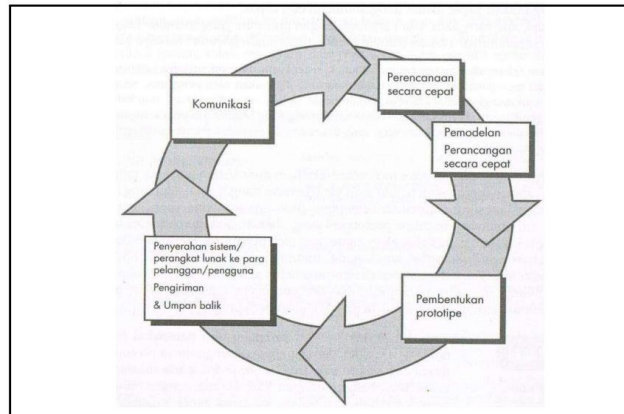 Komunikasi
Perencanaan
secara cepat
Pemodelan
Perancangan
secara cepat
Pembentukan
prototipe
Penyerahan sistem/
perangkat lunak ke para
pelanggan/pengguna
Pengiriman
& Umpan balik